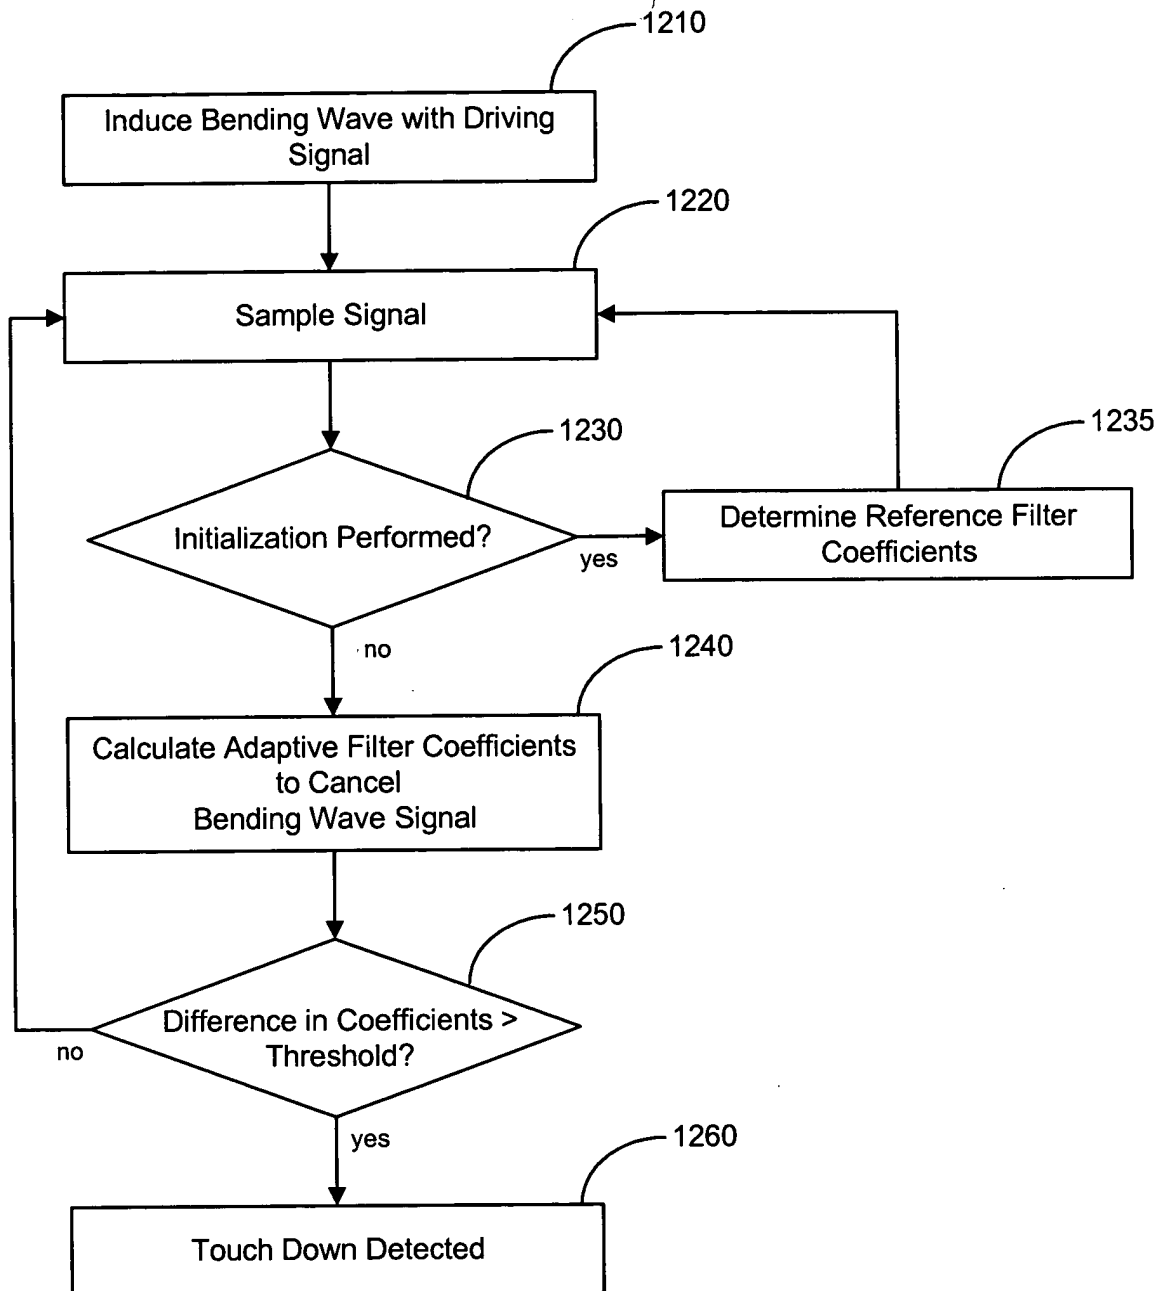 1210
Induce Bending Wave with Driving
Signal
1220
Sample Signal
1230
1235
Initialization Performed?
yes
Determine Reference Filter
Coefficients
no
1240
Calculate Adaptive Filter Coefficients
to Cancel
Bending Wave Signal
1250
Difference in Coefficients >
Threshold?
no
yes
1260
Touch Down Detected